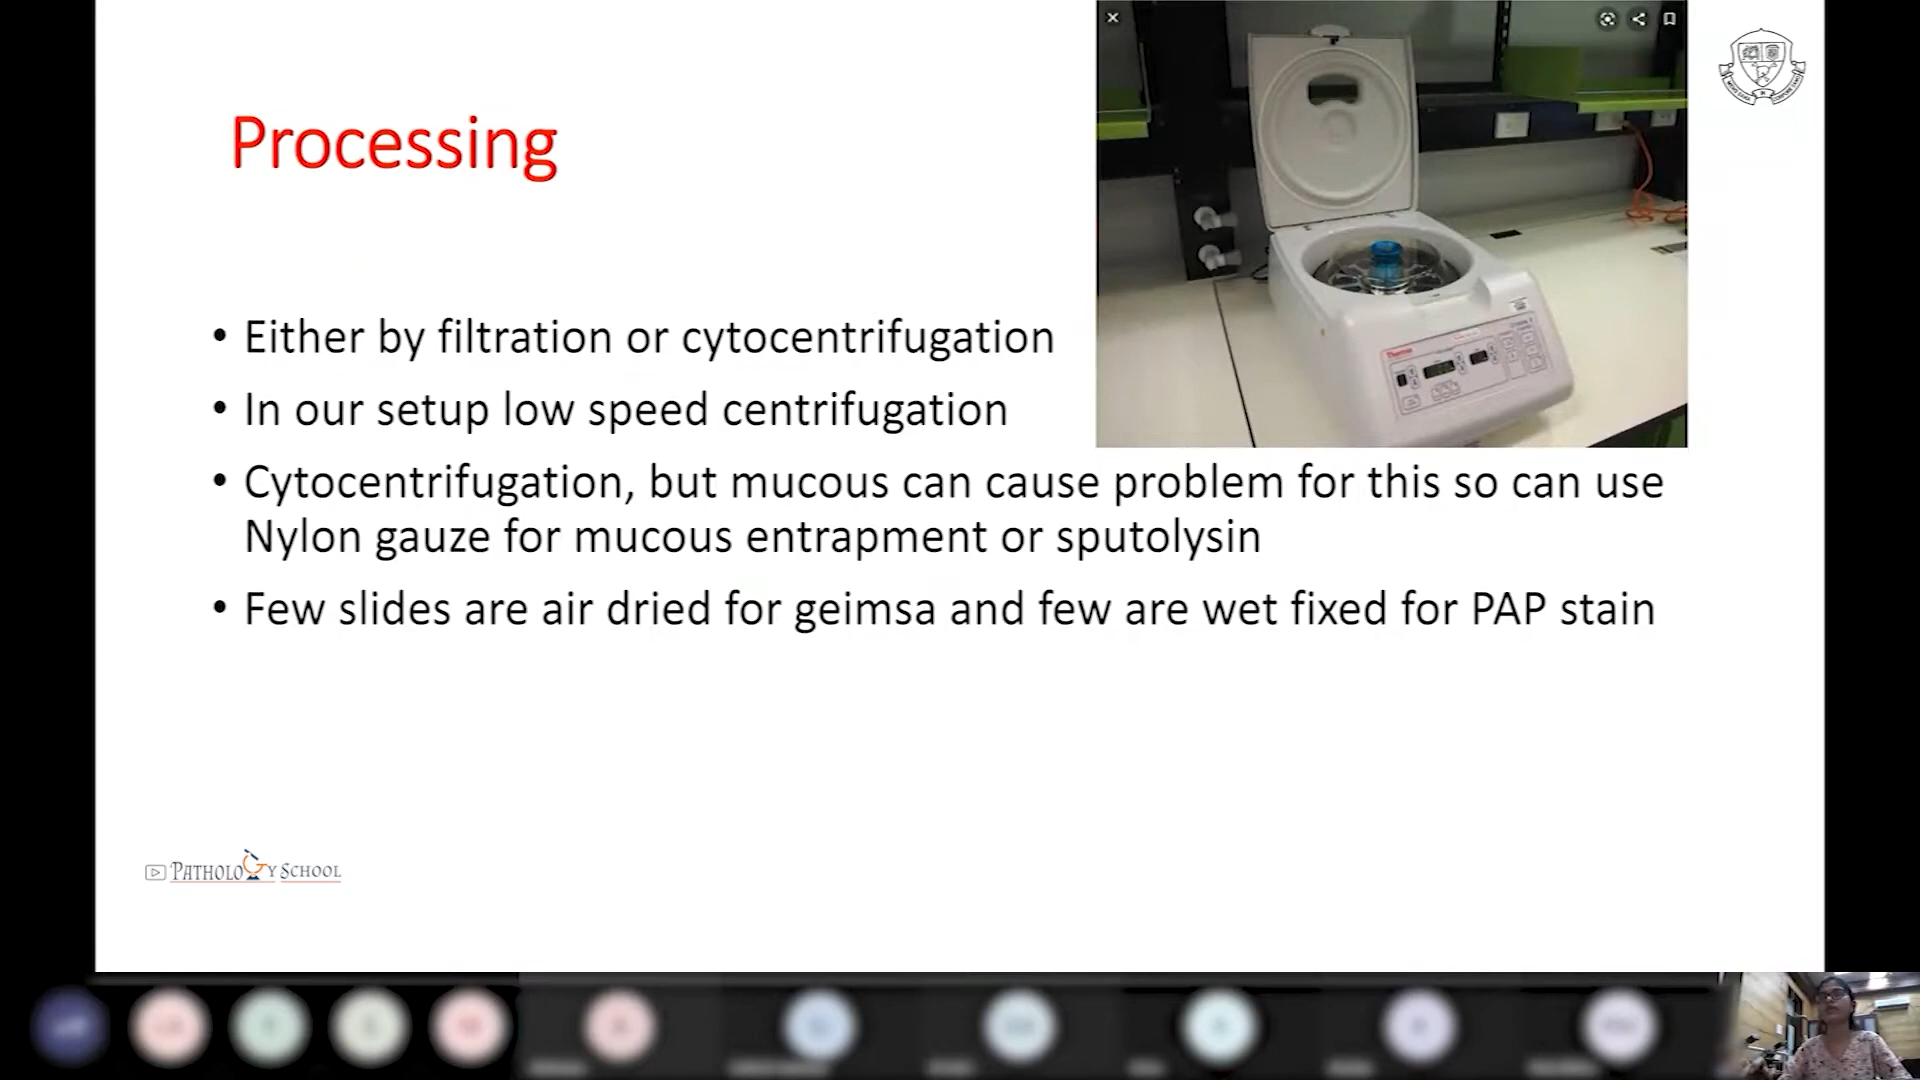 Processing
• Either by filtration or cytocentrifugation
• In our setup low speed centrifugation
• Cytocentrifugation, but mucous can cause problem for this so can use
Nylon gauze for mucous entrapment or sputolysin
• Few slides are air dried for geimsa and few are wet fixed for PAP stain
Thermo
PATHOLOGY SCHOOL